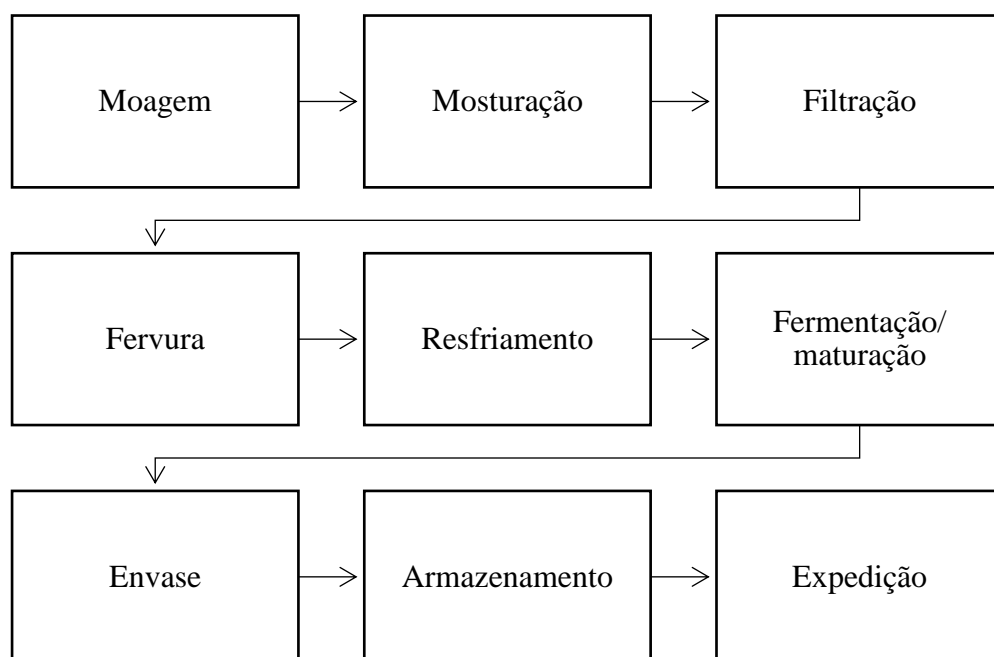 Moagem
Mosturação
Filtração
Fervura
Resfriamento
Fermentação/
maturação
Envase
Armazenamento
Expedição